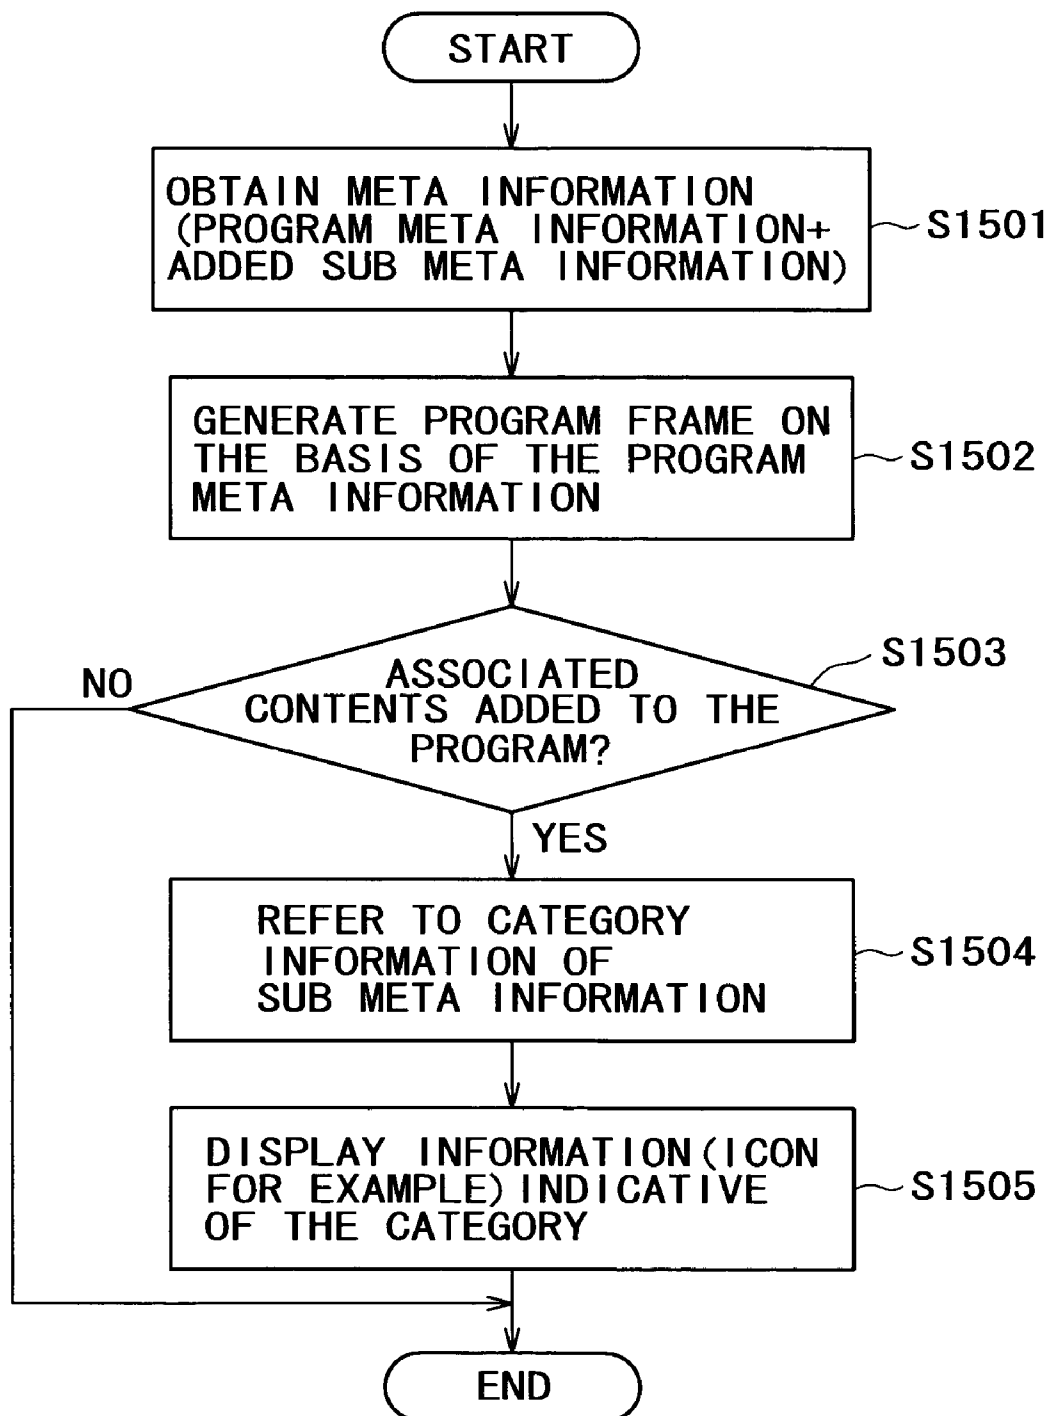 START
OBTAIN META INFORMATION
(PROGRAM META INFORMATION+
ADDED SUB META INFORMATION)
S1501
GENERATE PROGRAM FRAME ON
THE BASIS OF THE PROGRAM
META INFORMATION
S1502
ASSOCIATED
CONTENTS ADDED TO THE
PROGRAM?
S1503
NO
YES
REFER TO CATEGORY
INFORMATION OF
SUB META INFORMATION
S1504
DISPLAY INFORMATION(ICON
FOR EXAMPLE)INDICATIVE
OF THE CATEGORY
S1505
END